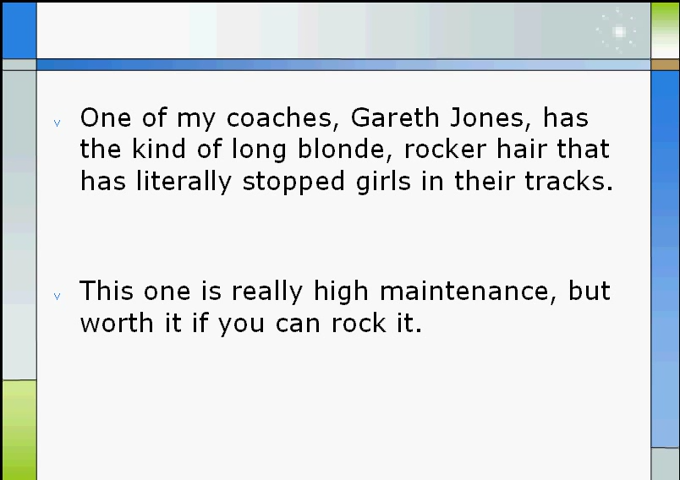 One of my coaches, Gareth Jones, has
the kind of long blonde, rocker hair that
has literally stopped girls in their tracks.
This one is really high maintenance, but
worth it if you can rock it.